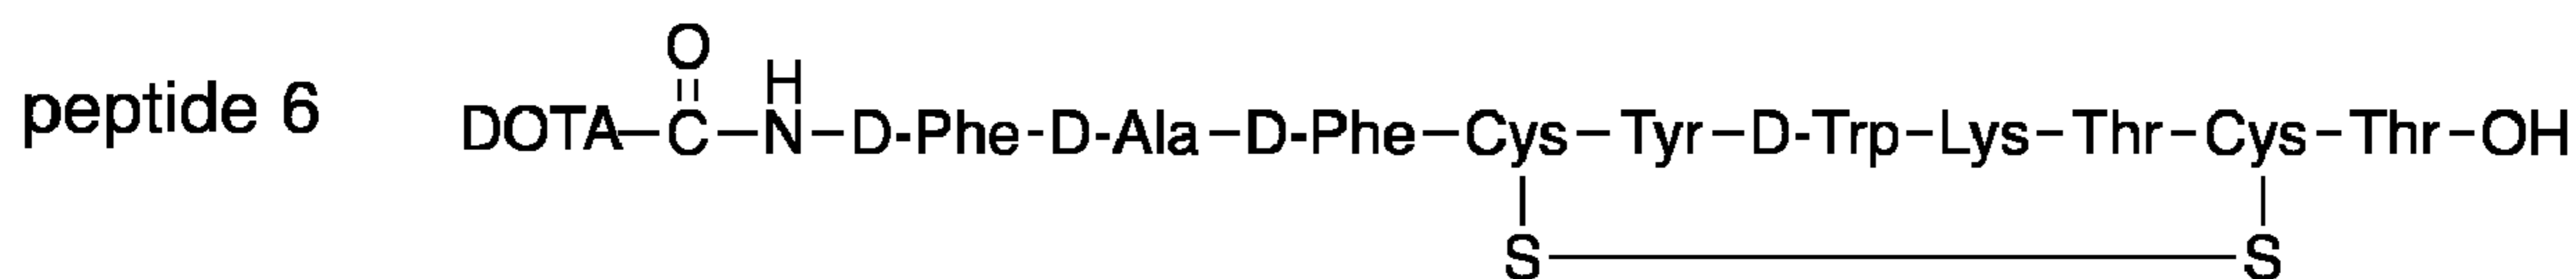 O
H
peptide 6 DOTA–C–N–D-Phe-D-Ala–D-Phe–Cys–Tyr–D-Trp–Lys–Thr–Cys–Thr–OH
S S